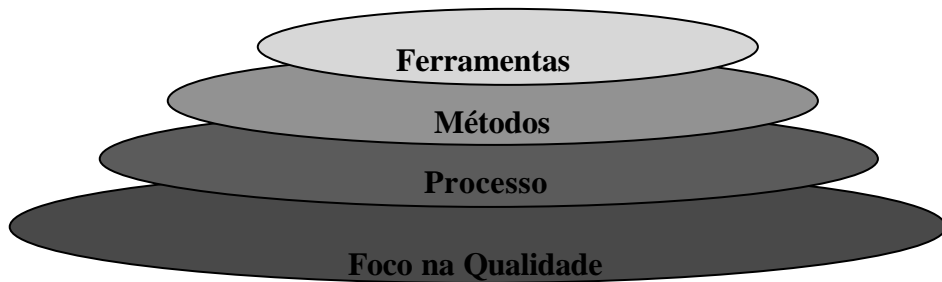 Ferramentas
Métodos
Processo
Foco na Qualidade